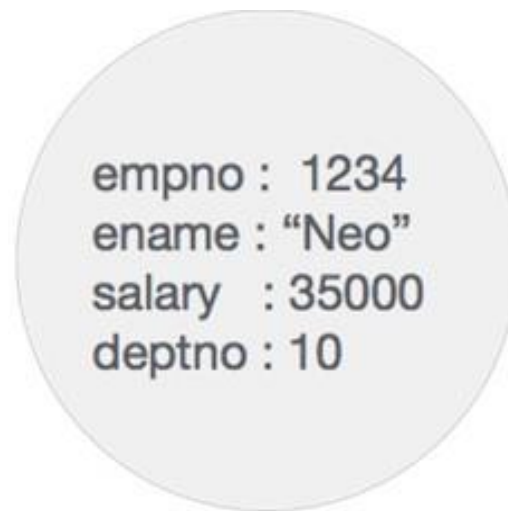 empno : 1234
ename : “Neo”
salary : 35000
deptno : 10